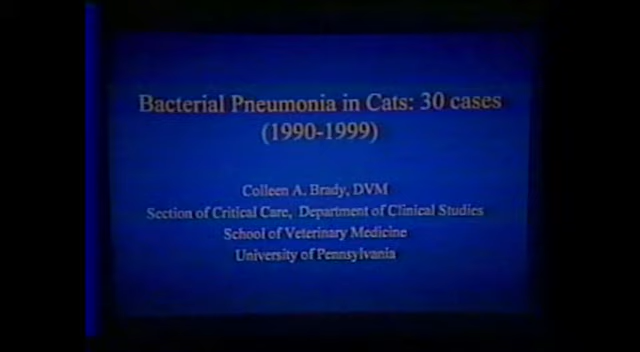 Bacterial Pneumonia in Cats: 30 cases
(1990-1999)
Colleen A. Brady, DVM
Section of Critical Care, Department of Clinical Studies
School of Veterinary Medicine
University of Pennsylvania